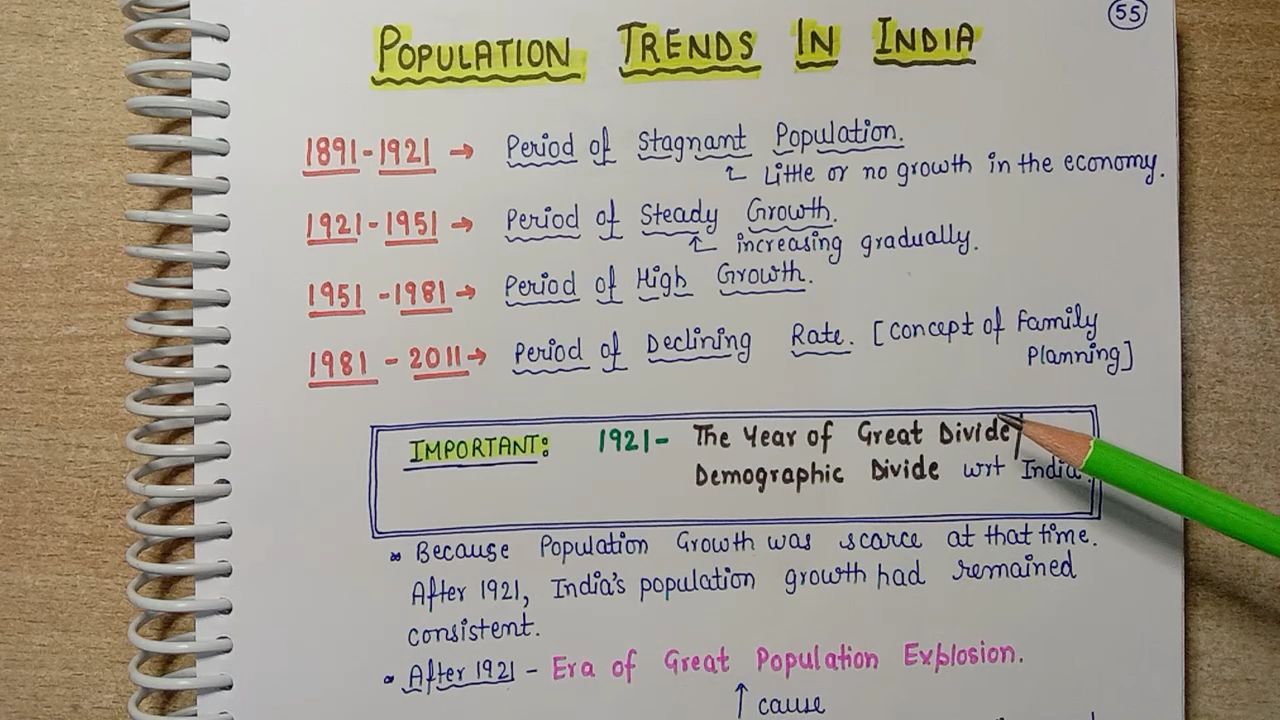 55
POPULATION TRENDS IN INDIA
1891-1921 → Period of Stagnant Population.
Little or no growth in the economy.
1921-1951 → Period of Steady Growth.
increasing gradually.
1951-1981 → Period of High Growth.
1981-2011 → Period of Declining Rate. [Concept of Family
Planning]
IMPORTANT: 1921- The Year of Great Divide/
Demographic Divide wrt India.
Because Population Growth was scarce at that time.
After 1921, India's population growth had remained
consistent.
After 1921 - Era of Great Population Explosion.
↑ cause